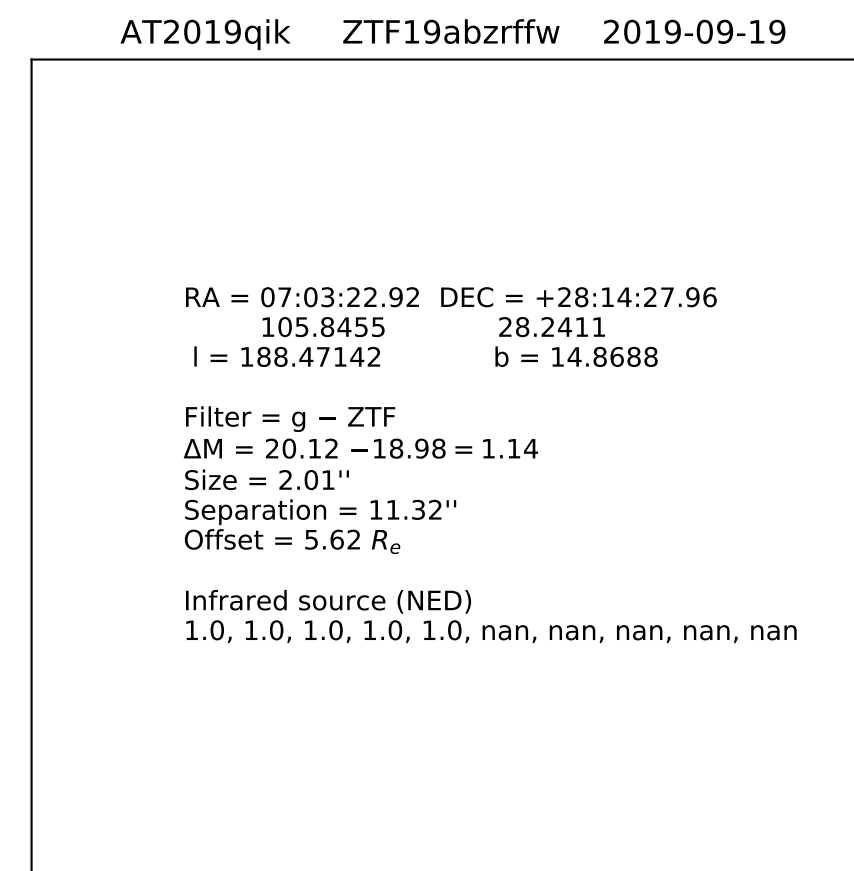 AT2019qik ZTF19abzrffw 2019-09-19
RA = 07:03:22.92 DEC = +28:14:27.96
105.8455 28.2411
l = 188.47142 b = 14.8688
Filter = g − ZTF
ΔM = 20.12 −18.98 = 1.14
Size = 2.01''
Separation = 11.32''
Offset = 5.62 Re
Infrared source (NED)
1.0, 1.0, 1.0, 1.0, 1.0, nan, nan, nan, nan, nan